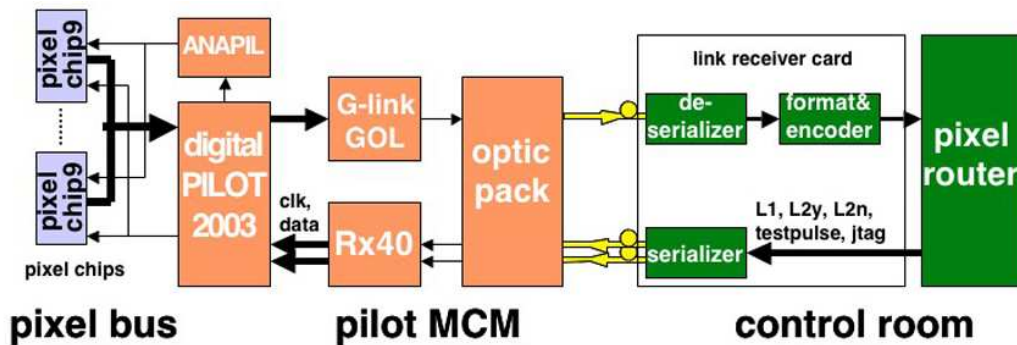 pixel
chip9
pixel
chip9
pixel chips
ANAPIL
digital
PILOT
2003
G-link
GOL
clk,
data
Rx40
optic
pack
link receiver card
de-
serializer
format&
encoder
L1, L2y, L2n,
testpulse, jtag
serializer
pixel
router
pixel bus
pilot MCM
control room